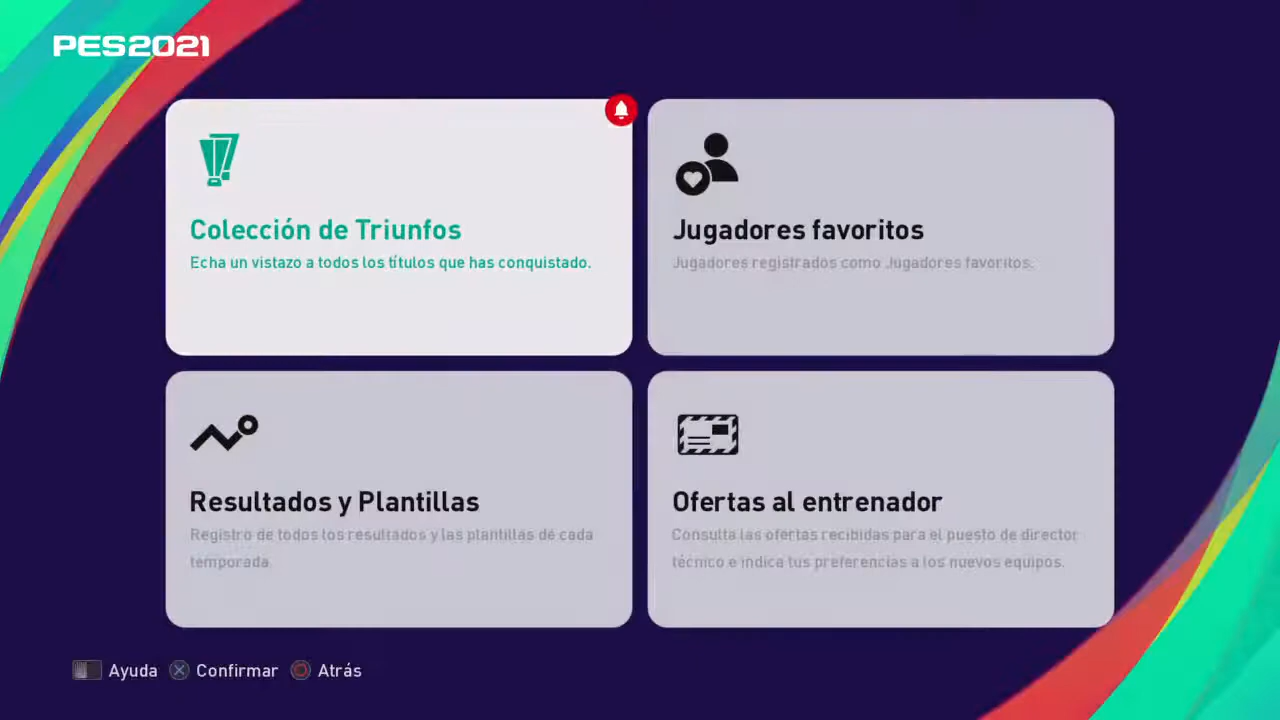 PES2021
Colección de Triunfos
Echa un vistazo a todos los títulos que has conquistado.
Jugadores favoritos
Jugadores registrados como Jugadores favoritos.
Resultados y Plantillas
Registro de todos los resultados y las plantillas de cada
temporada.
Ofertas al entrenador
Consulta las ofertas recibidas para el puesto de director
técnico e indica tus preferencias a los nuevos equipos.
Ayuda Confirmar Atrás